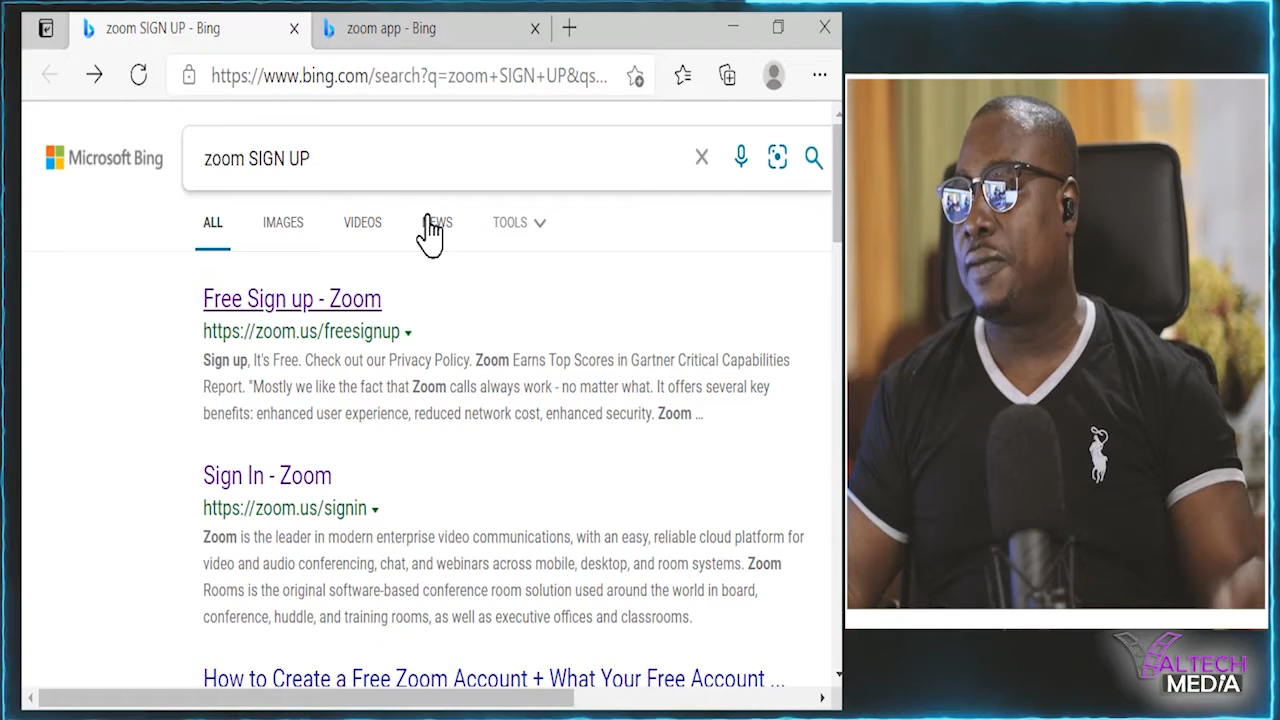 zoom SIGN UP - Bing
zoom app - Bing
https://www.bing.com/search?q=zoom+SIGN+UP&qs...
Microsoft Bing
zoom SIGN UP
ALL IMAGES VIDEOS NEWS TOOLS
Free Sign up - Zoom
https://zoom.us/freesignup
Sign up, It's Free. Check out our Privacy Policy. Zoom Earns Top Scores in Gartner Critical Capabilities
Report. "Mostly we like the fact that Zoom calls always work - no matter what. It offers several key
benefits: enhanced user experience, reduced network cost, enhanced security. Zoom ...
Sign In - Zoom
https://zoom.us/signin
Zoom is the leader in modern enterprise video communications, with an easy, reliable cloud platform for
video and audio conferencing, chat, and webinars across mobile, desktop, and room systems. Zoom
Rooms is the original software-based conference room solution used around the world in board,
conference, huddle, and training rooms, as well as executive offices and classrooms.
How to Create a Free Zoom Account + What Your Free Account ...
VALTECH
MEDIA